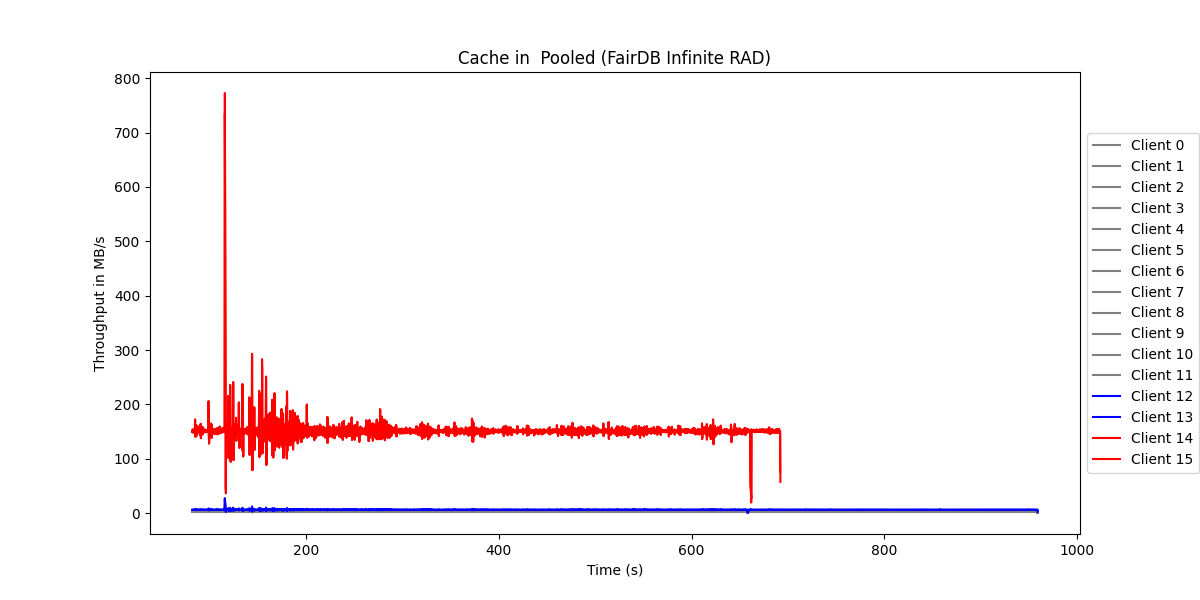 Cache in  Pooled (FairDB Infinite RAD)
Throughput in MB/s
800
700
600
500
400
300
200
100
0
200
400
600
800
1000
Time (s)
Client 0
Client 1
Client 2
Client 3
Client 4
Client 5
Client 6
Client 7
Client 8
Client 9
Client 10
Client 11
Client 12
Client 13
Client 14
Client 15